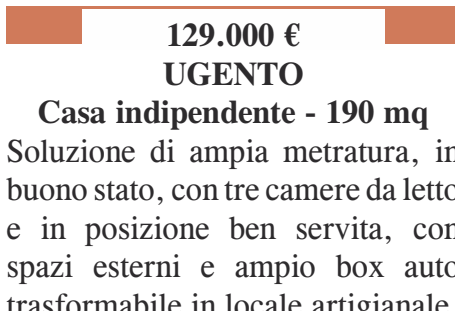 129.000 €
UGENTO
Casa indipendente - 190 mq
Soluzione di ampia metratura, in
buono stato, con tre camere da letto
e in posizione ben servita, con
spazi esterni e ampio box auto
trasformabile in locale artigianale.